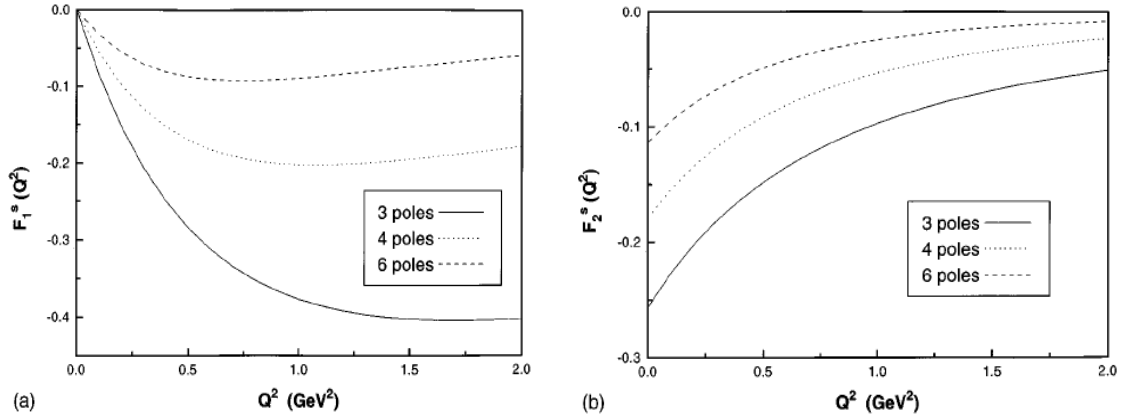 0.0
-0.1
-0.2
-0.3
-0.4
F₁ˢ (Q²)
3 poles
4 poles
6 poles
0.0 0.5 1.0 1.5 2.0
(a)
Q² (GeV²)
0.0
-0.1
-0.2
-0.3
F₂ˢ (Q²)
3 poles
4 poles
6 poles
0.0 0.5 1.0 1.5 2.0
(b)
Q² (GeV²)